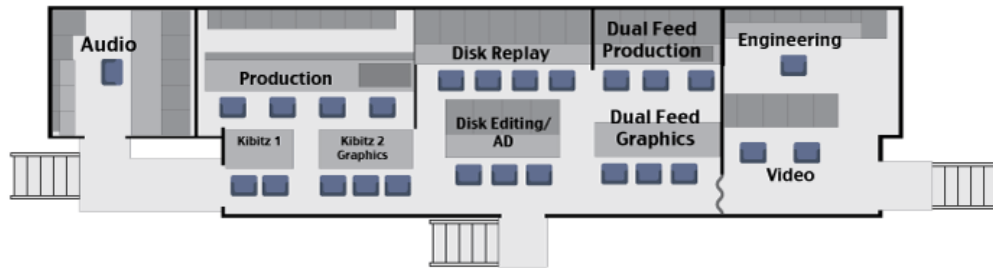 Audio
Production
Kibitz 1
Kibitz 2
Graphics
Disk Replay
Disk Editing/
AD
Dual Feed
Production
Dual Feed
Graphics
Engineering
Video